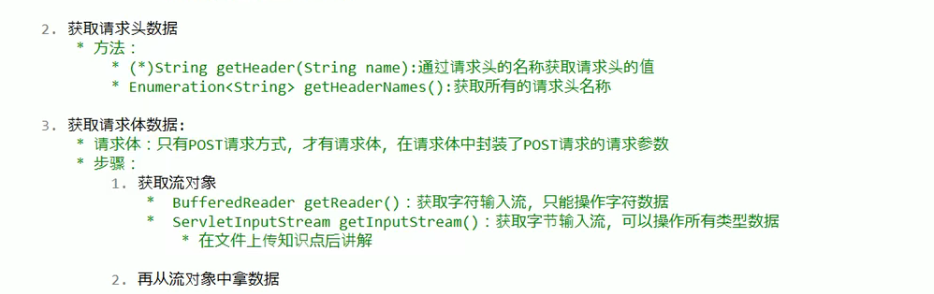 2. 获取请求头数据
* 方法：
* (*)String getHeader(String name):通过请求头的名称获取请求头的值
* Enumeration<String> getHeaderNames():获取所有的请求头名称
3. 获取请求体数据:
* 请求体：只有POST请求方式，才有请求体，在请求体中封装了POST请求的请求参数
* 步骤：
1. 获取流对象
* BufferedReader getReader()：获取字符输入流，只能操作字符数据
* ServletInputStream getInputStream()：获取字节输入流，可以操作所有类型数据
* 在文件上传知识点后讲解
2. 再从流对象中拿数据